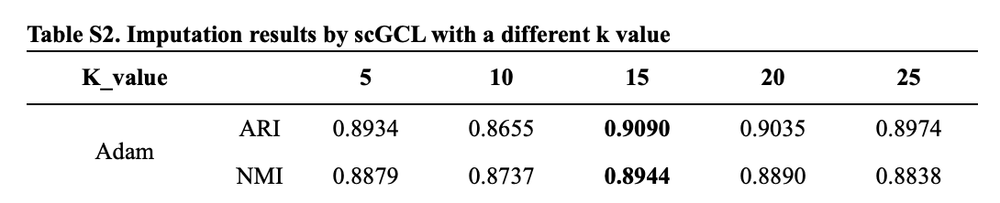 Table S2. Imputation results by scGCL with a different k value
K_value 5 10 15 20 25
ARI 0.8934 0.8655 0.9090 0.9035 0.8974
Adam
NMI 0.8879 0.8737 0.8944 0.8890 0.8838